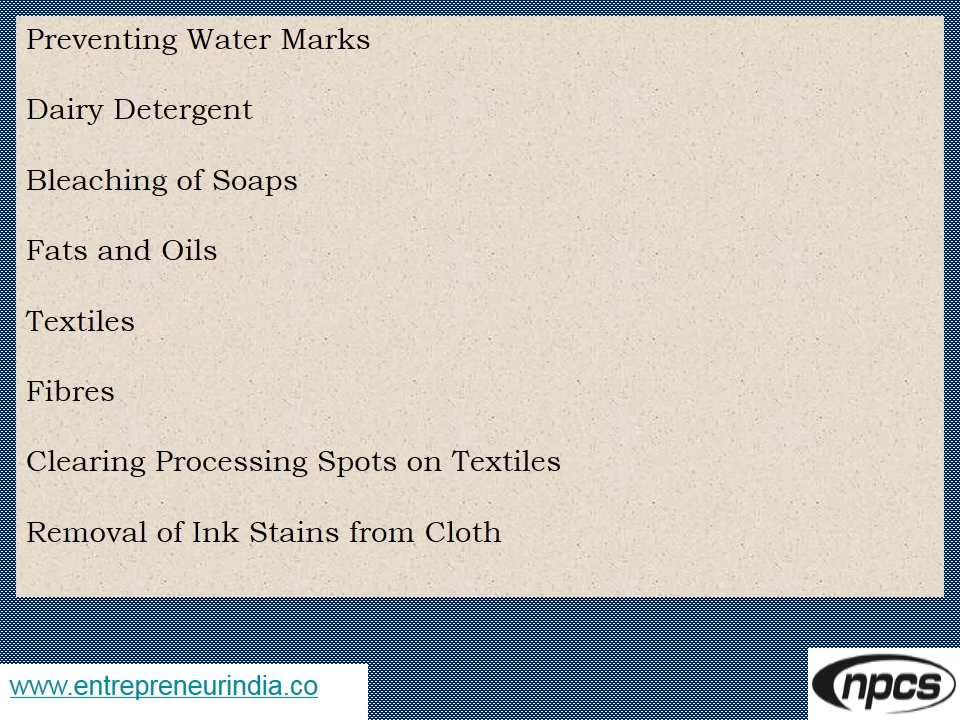 Preventing Water Marks
Dairy Detergent
Bleaching of Soaps
Fats and Oils
Textiles
Fibres
Clearing Processing Spots on Textiles
Removal of Ink Stains from Cloth
www.entrepreneurindia.co
npcs